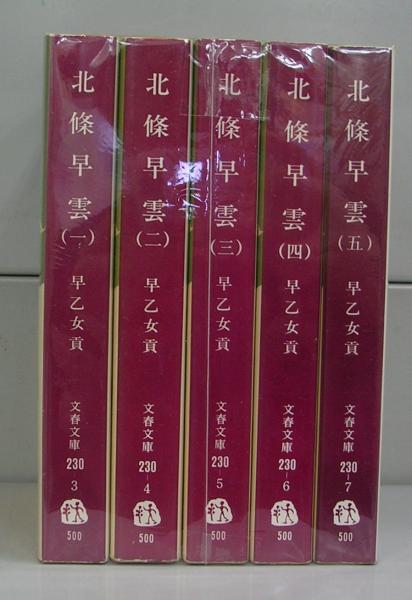 北條早雲(一)
早乙女貢
文春文庫
230
3
500
北條早雲(二)
早乙女貢
文春文庫
230
-4
500
北條早雲(三)
早乙女貢
文春文庫
230
5
500
北條早雲(四)
早乙女貢
文春文庫
230
-6
500
北條早雲(五)
早乙女貢
文春文庫
230
-7
500